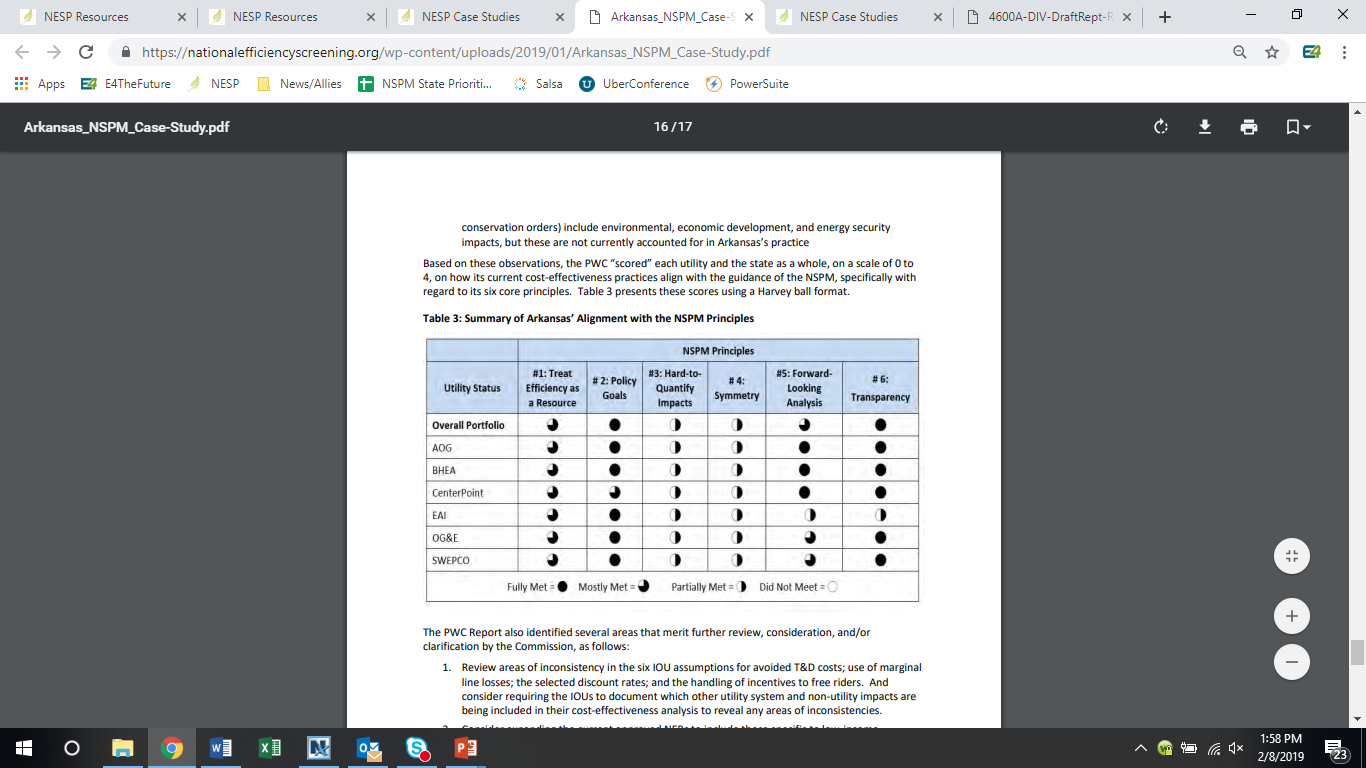 NESP Resources
NESP Resources
NESP Case Studies
Arkansas_NSPM_Case-S
NESP Case Studies
4600A-DIV-DraftRept-R
https://nationalefficiencyscreening.org/wp-content/uploads/2019/01/Arkansas_NSPM_Case-Study.pdf
Apps E4TheFuture NESP News/Allies NSPM State Prioriti... Salsa UberConference PowerSuite
Arkansas_NSPM_Case-Study.pdf 16 / 17
conservation orders) include environmental, economic development, and energy security
impacts, but these are not currently accounted for in Arkansas's practice
Based on these observations, the PWC "scored" each utility and the state as a whole, on a scale of 0 to
4, on how its current cost-effectiveness practices align with the guidance of the NSPM, specifically with
regard to its six core principles. Table 3 presents these scores using a Harvey ball format.
Table 3: Summary of Arkansas' Alignment with the NSPM Principles
NSPM Principles
Utility Status
#1: Treat
Efficiency as
a Resource
# 2: Policy
Goals
#3: Hard-to-
Quantify
Impacts
# 4:
Symmetry
#5: Forward-
Looking
Analysis
# 6:
Transparency
Overall Portfolio
AOG
BHEA
CenterPoint
EAI
OG&E
SWEPCO
Fully Met = Mostly Met = Partially Met = Did Not Meet =
The PWC Report also identified several areas that merit further review, consideration, and/or
clarification by the Commission, as follows:
1. Review areas of inconsistency in the six IOU assumptions for avoided T&D costs; use of marginal
line losses; the selected discount rates; and the handling of incentives to free riders. And
consider requiring the IOUs to document which other utility system and non-utility impacts are
being included in their cost-effectiveness analysis to reveal any areas of inconsistencies.
1:58 PM
2/8/2019
23